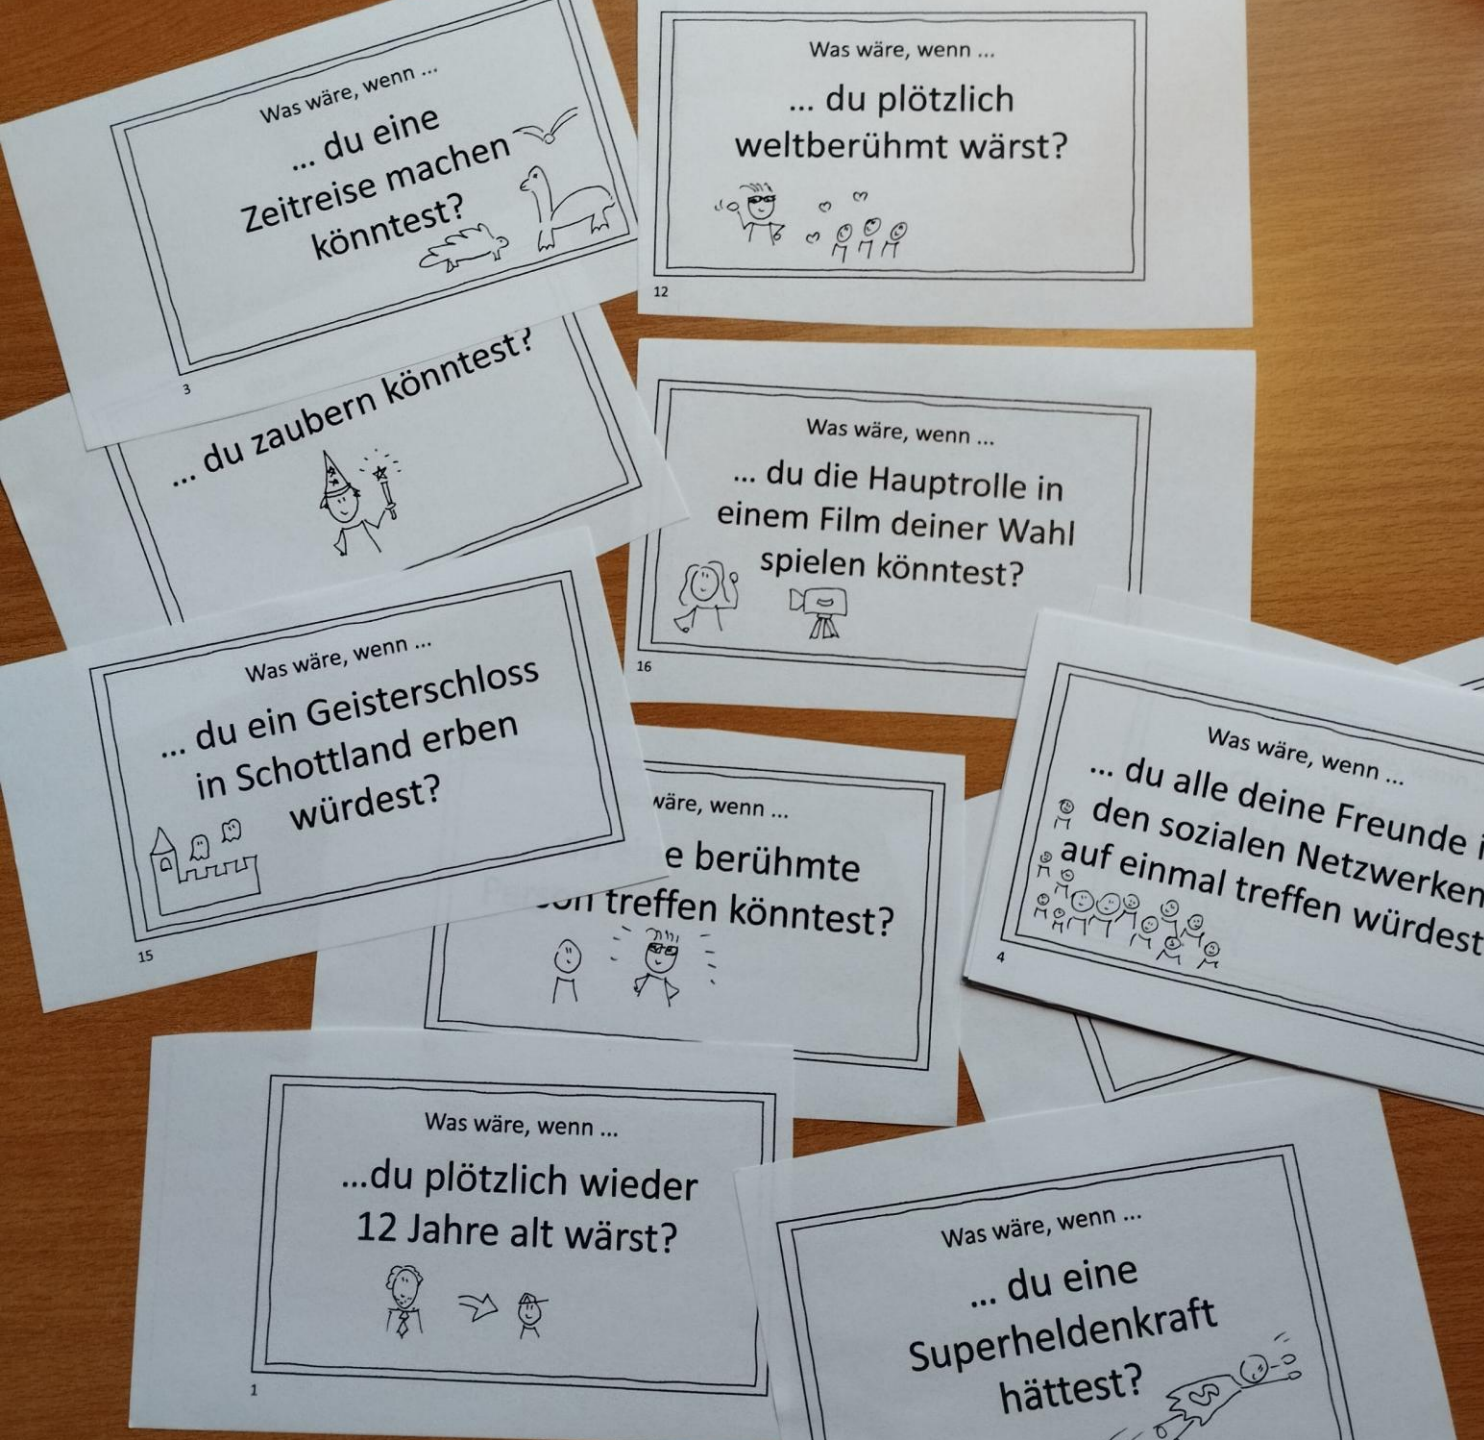 Was wäre, wenn ...
... du eine
Zeitreise machen
könntest?
3
Was wäre, wenn ...
... du plötzlich
weltberühmt wärst?
12
... du zaubern könntest?
Was wäre, wenn ...
... du die Hauptrolle in
einem Film deiner Wahl
spielen könntest?
16
Was wäre, wenn ...
... du ein Geisterschloss
in Schottland erben
würdest?
15
wäre, wenn ...
berühmte
treffen könntest?
Was wäre, wenn ...
... du alle deine Freunde
den sozialen Netzwerken
auf einmal treffen würdest
4
Was wäre, wenn ...
...du plötzlich wieder
12 Jahre alt wärst?
1
Was wäre, wenn ...
... du eine
Superheldenkraft
hättest?